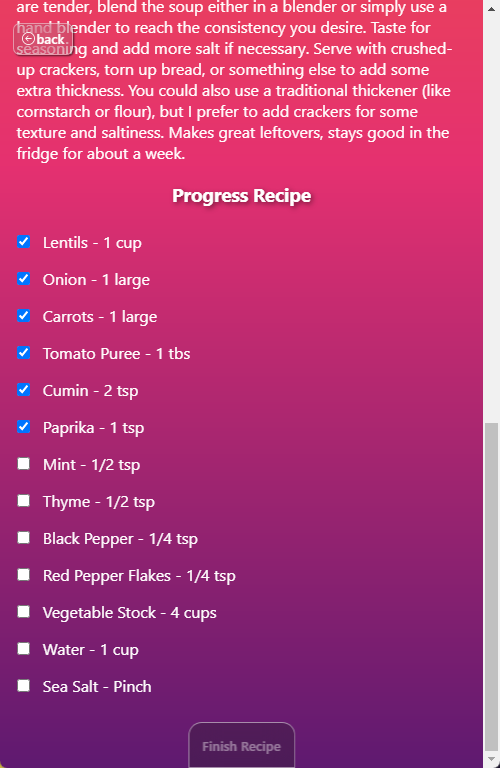 are tender, blend the soup either in a blender or simply use a
hand blender to reach the consistency you desire. Taste for
back
seasoning and add more salt if necessary. Serve with crushed-
up crackers, torn up bread, or something else to add some
extra thickness. You could also use a traditional thickener (like
cornstarch or flour), but I prefer to add crackers for some
texture and saltiness. Makes great leftovers, stays good in the
fridge for about a week.
Progress Recipe
Lentils - 1 cup
Onion - 1 large
Carrots - 1 large
Tomato Puree - 1 tbs
Cumin - 2 tsp
Paprika - 1 tsp
Mint - 1/2 tsp
Thyme - 1/2 tsp
Black Pepper - 1/4 tsp
Red Pepper Flakes - 1/4 tsp
Vegetable Stock - 4 cups
Water - 1 cup
Sea Salt - Pinch
Finish Recipe